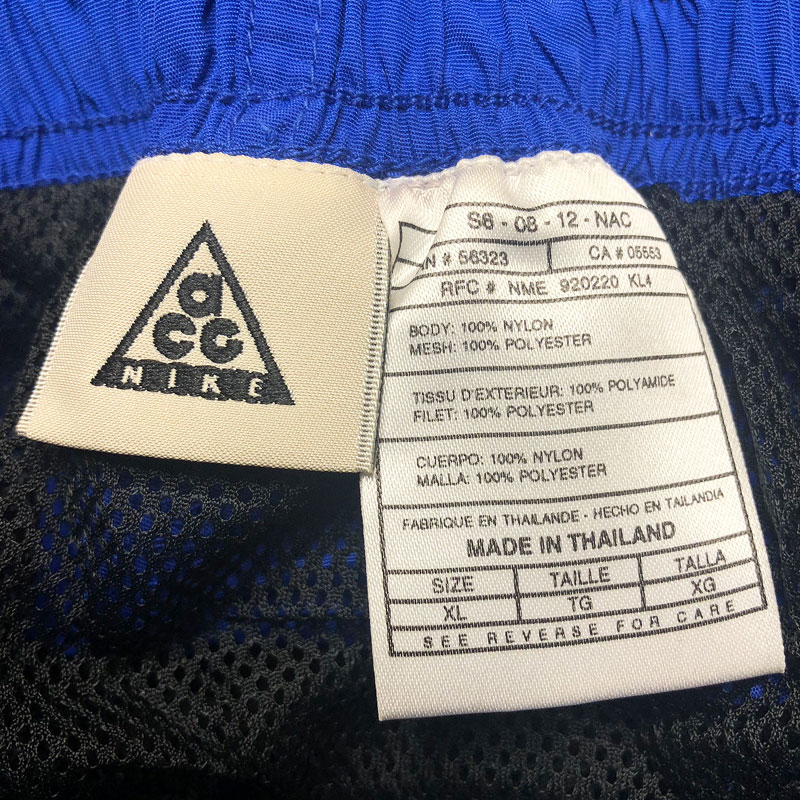 a
CG
NIKE
S6 - 08 - 12 - NAC
RN # 56323 CA # 05553
RFC # NME 920220 KL4
BODY: 100% NYLON
MESH: 100% POLYESTER
TISSU D'EXTERIEUR: 100% POLYAMIDE
FILET: 100% POLYESTER
CUERPO: 100% NYLON
MALLA: 100% POLYESTER
FABRIQUE EN THAILANDE - HECHO EN TAILANDIA
MADE IN THAILAND
SIZE TAILLE TALLA
XL TG XG
SEE REVERSE FOR CARE